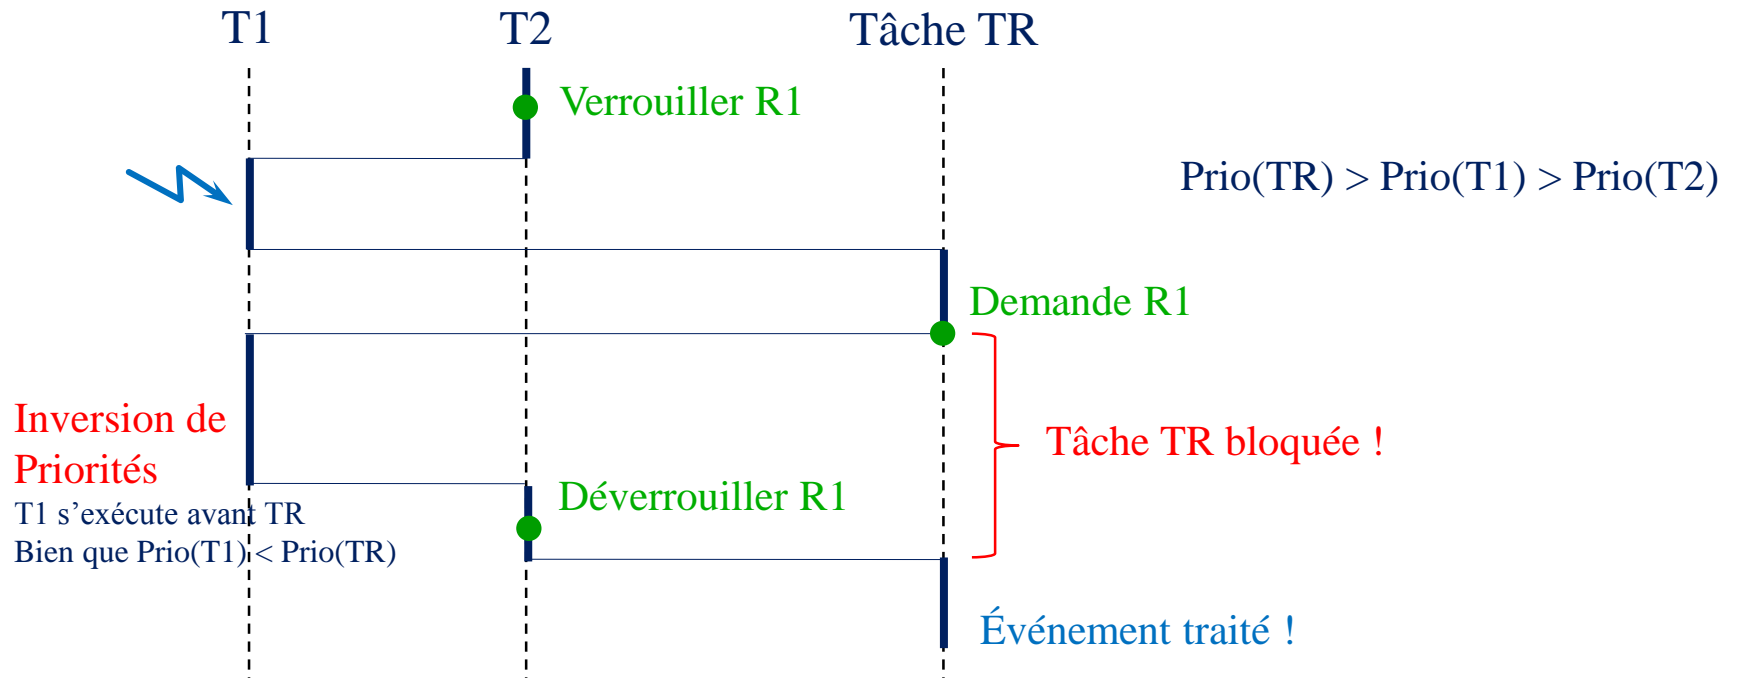 T1
T2
Tâche TR
Verrouiller R1
Prio(TR) > Prio(T1) > Prio(T2)
Demande R1
Inversion de
Priorités
T1 s’exécute avant TR
Bien que Prio(T1) < Prio(TR)
Tâche TR bloquée !
Déverrouiller R1
Événement traité !